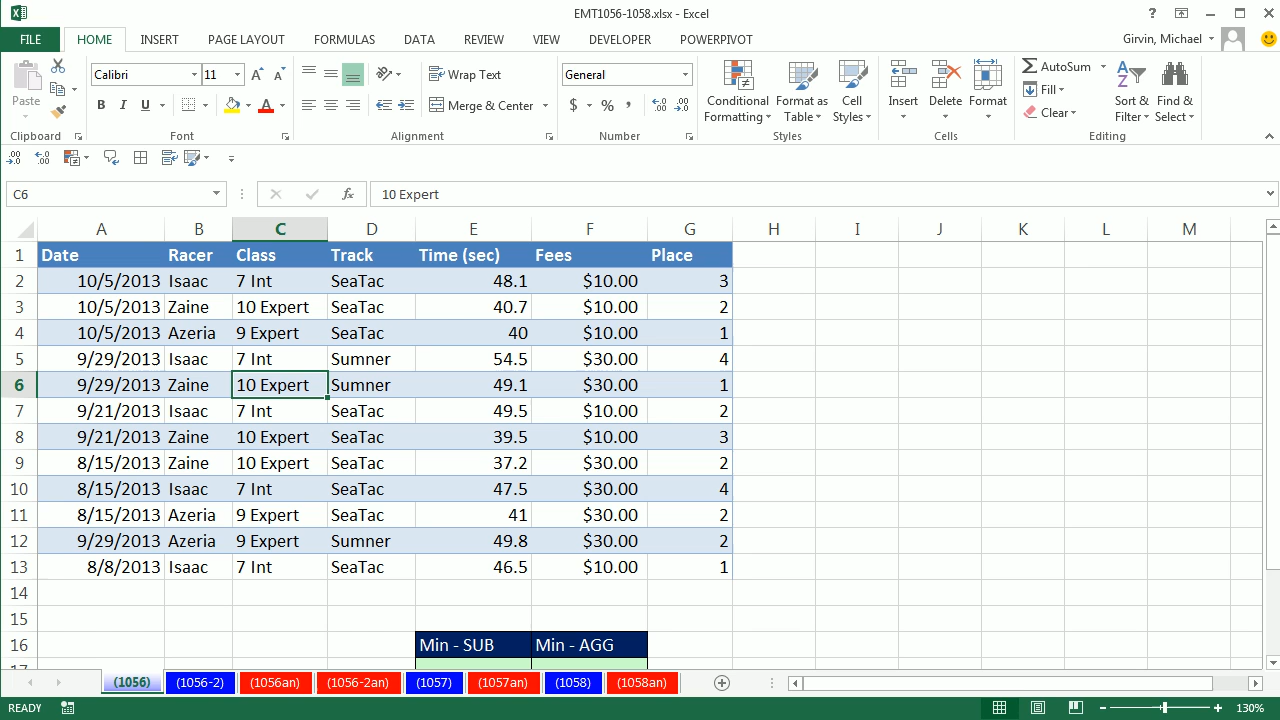 EMT1056-1058.xlsx - Excel
FILE HOME INSERT PAGE LAYOUT FORMULAS DATA REVIEW VIEW DEVELOPER POWERPIVOT Girvin, Michael
Paste Calibri 11 Wrap Text General Conditional Formatting Format as Table Cell Styles Insert Delete Format AutoSum
B I U Merge & Center $ % , Fill Clear Sort & Filter Find & Select
Clipboard Font Alignment Number Styles Cells Editing
C6 fx 10 Expert
A B C D E F G H I J K L M
1 Date Racer Class Track Time (sec) Fees Place
2 10/5/2013 Isaac 7 Int SeaTac 48.1 $10.00 3
3 10/5/2013 Zaine 10 Expert SeaTac 40.7 $10.00 2
4 10/5/2013 Azeria 9 Expert SeaTac 40 $10.00 1
5 9/29/2013 Isaac 7 Int Sumner 54.5 $30.00 4
6 9/29/2013 Zaine 10 Expert Sumner 49.1 $30.00 1
7 9/21/2013 Isaac 7 Int SeaTac 49.5 $10.00 2
8 9/21/2013 Zaine 10 Expert SeaTac 39.5 $10.00 3
9 8/15/2013 Zaine 10 Expert SeaTac 37.2 $30.00 2
10 8/15/2013 Isaac 7 Int SeaTac 47.5 $30.00 4
11 8/15/2013 Azeria 9 Expert SeaTac 41 $30.00 2
12 9/29/2013 Azeria 9 Expert Sumner 49.8 $30.00 2
13 8/8/2013 Isaac 7 Int SeaTac 46.5 $10.00 1
14
15
16 Min - SUB Min - AGG
17
(1056) (1056-2) (1056an) (1056-2an) (1057) (1057an) (1058) (1058an)
READY 130%